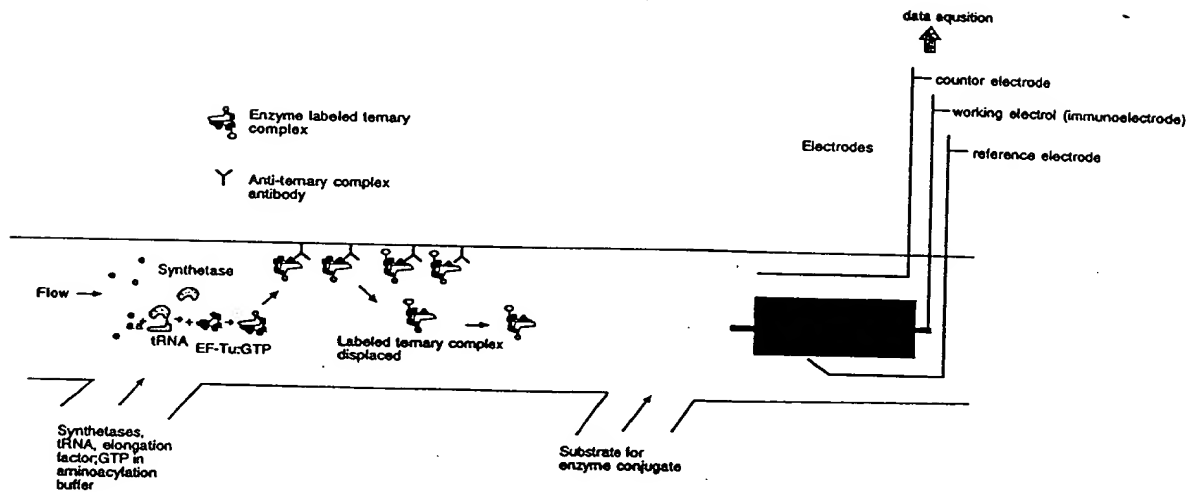 data aqusition
countor electrode
working electrol (immunoelectrode)
Electrodes
reference electrode
Enzyme labeled ternary
complex
Anti-ternary complex
antibody
Synthetase
Flow
tRNA
EF-Tu:GTP
Labeled ternary complex
displaced
Synthetases,
tRNA, elongation
factor;GTP in
aminoacylation
buffer
Substrate for
enzyme conjugate